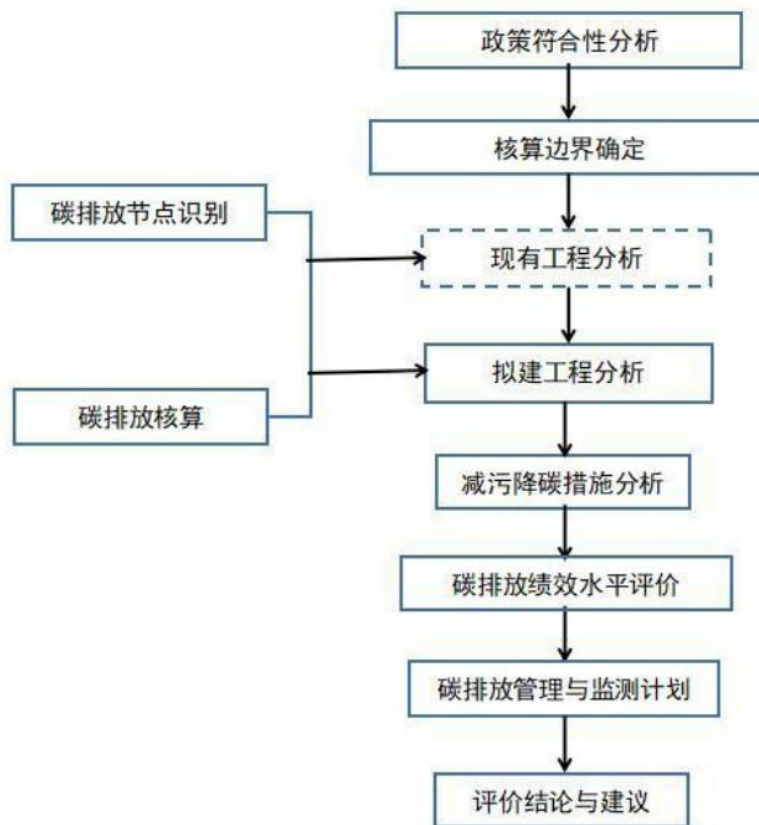 政策符合性分析
核算边界确定
碳排放节点识别
现有工程分析
拟建工程分析
碳排放核算
减污降碳措施分析
碳排放绩效水平评价
碳排放管理与监测计划
评价结论与建议